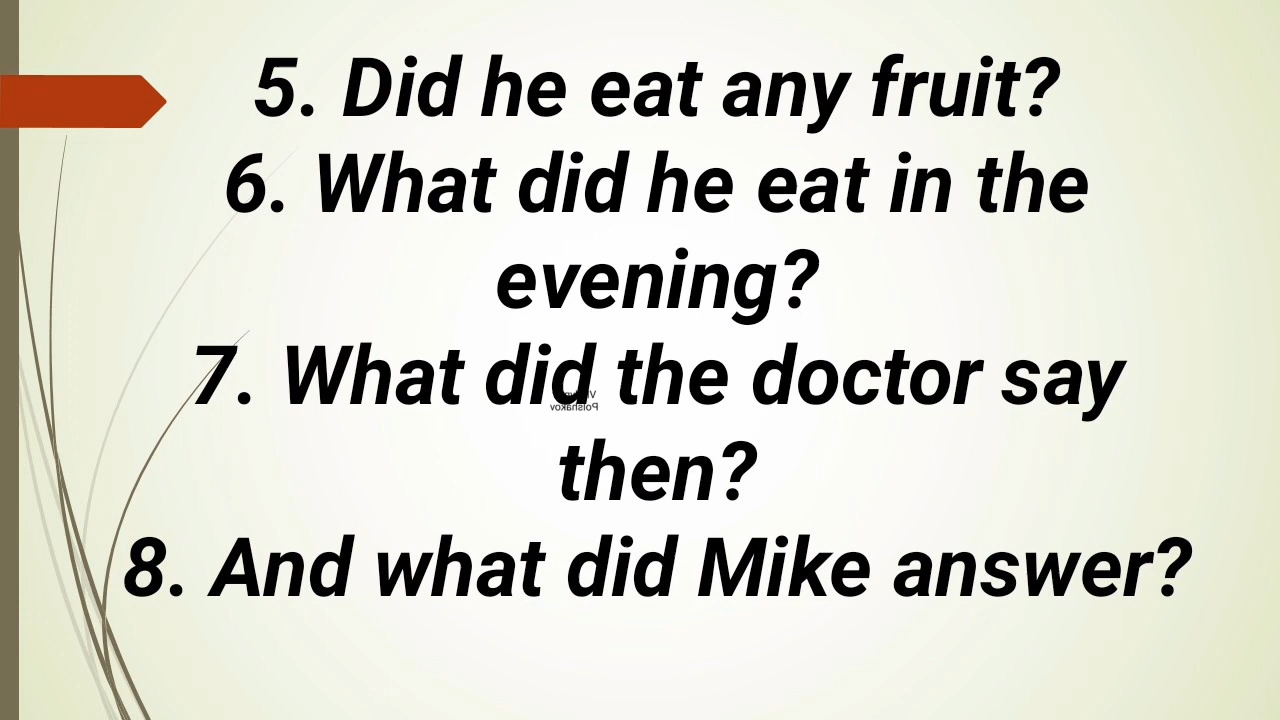 5. Did he eat any fruit?
6. What did he eat in the
evening?
7. What did the doctor say
Polshakov
then?
8. And what did Mike answer?